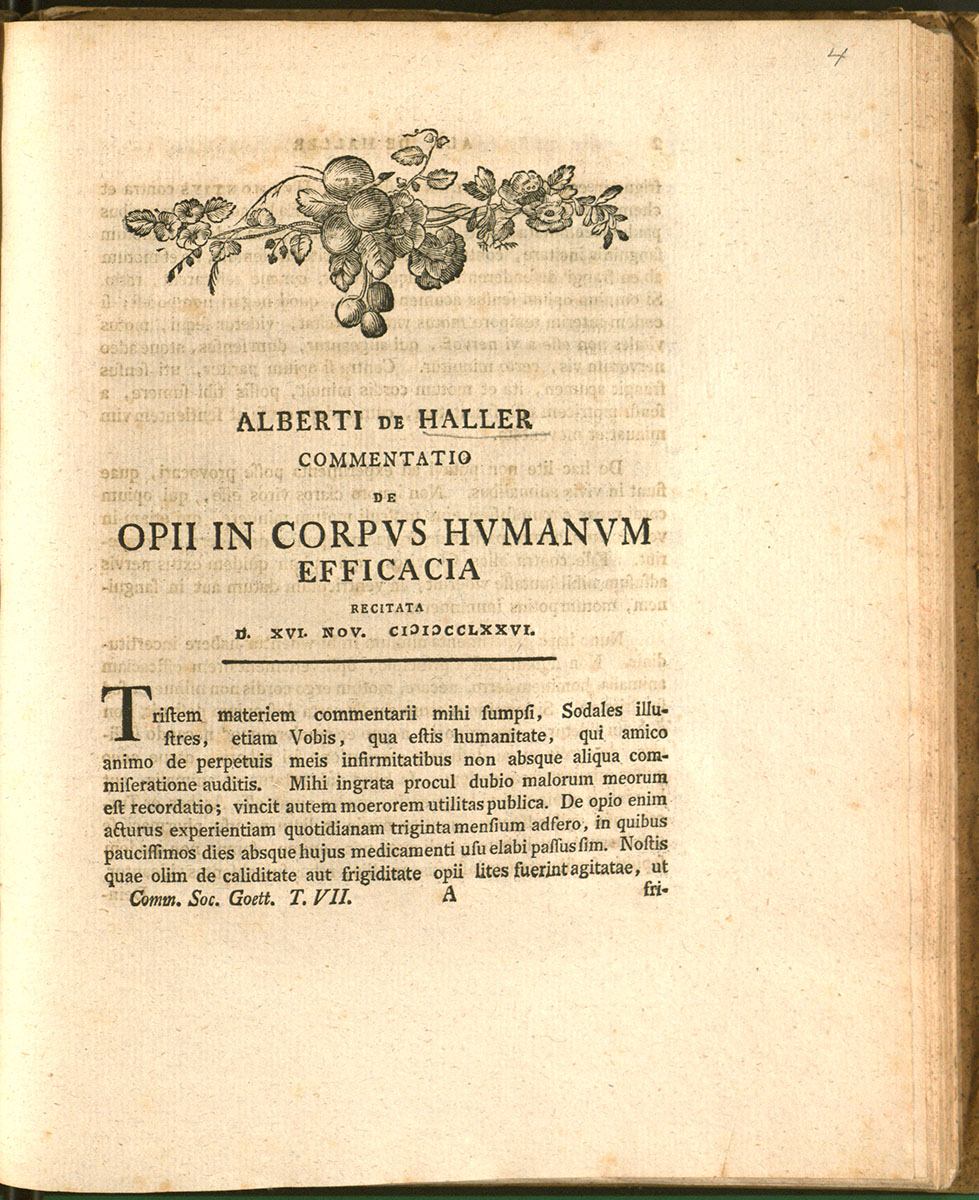 4
ALBERTI DE HALLER
COMMENTATIO
DE
OPII IN CORPVS HVMANVM
EFFICACIA
RECITATA
D. XVI. NOV. CIↃIↃCCLXXVI.
Triſtem materiem commentarii mihi ſumpſi, Sodales illu-
ſtres, etiam Vobis, qua eſtis humanitate, qui amico
animo de perpetuis meis infirmitatibus non absque aliqua com-
miſeratione auditis. Mihi ingrata procul dubio malorum meorum
eſt recordatio; vincit autem moerorem utilitas publica. De opio enim
acturus experientiam quotidianam triginta menſium adfero, in quibus
pauciſſimos dies absque hujus medicamenti uſu elabi paſſus ſim. Noſtis
quae olim de caliditate aut frigiditate opii lites fuerint agitatae, ut
Comm. Soc. Goett. T. VII. A fri-